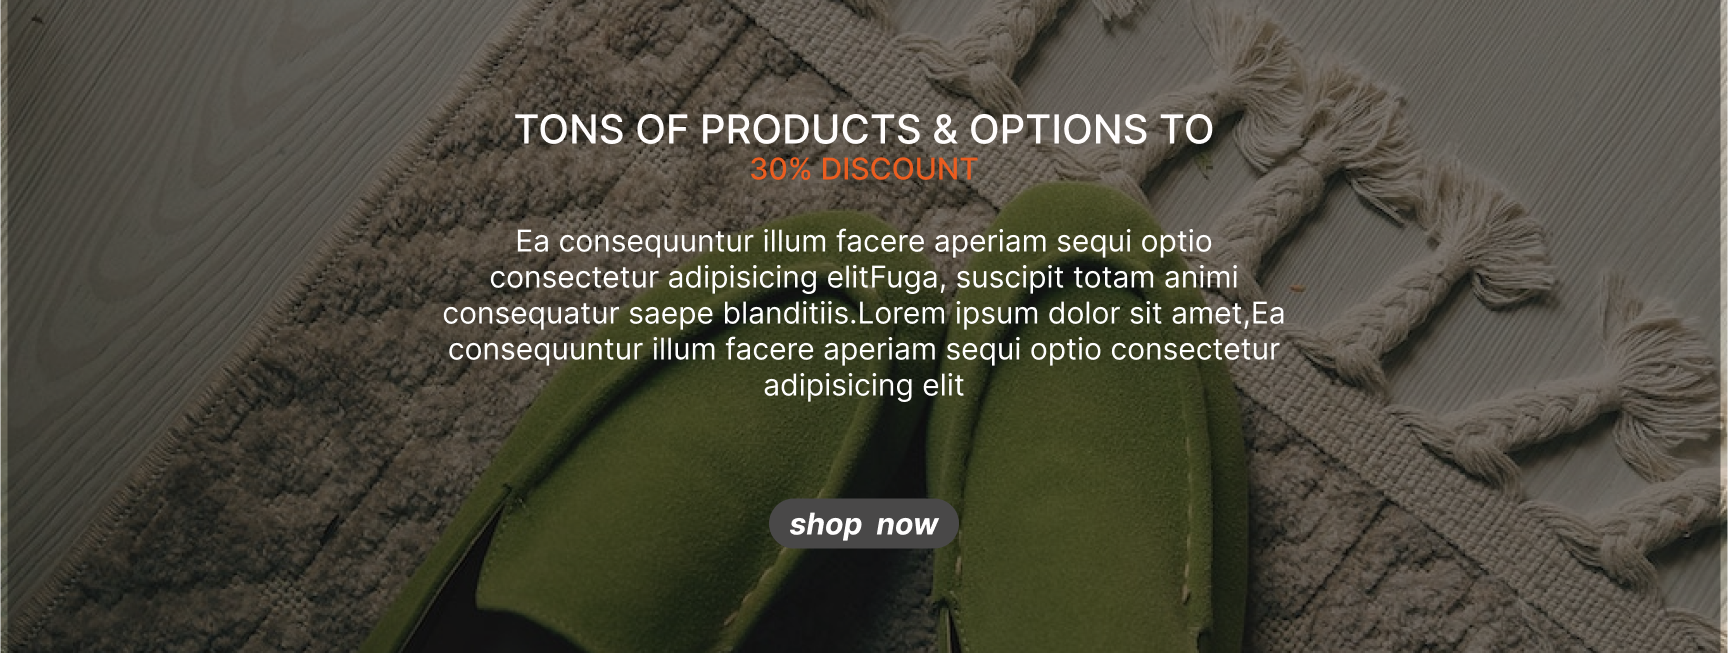 TONS OF PRODUCTS & OPTIONS TO
30% DISCOUNT
Ea consequuntur illum facere aperiam sequi optio
consectetur adipisicing elitFuga, suscipit totam animi
consequatur saepe blanditiis.Lorem ipsum dolor sit amet,Ea
consequuntur illum facere aperiam sequi optio consectetur
adipisicing elit
shop now